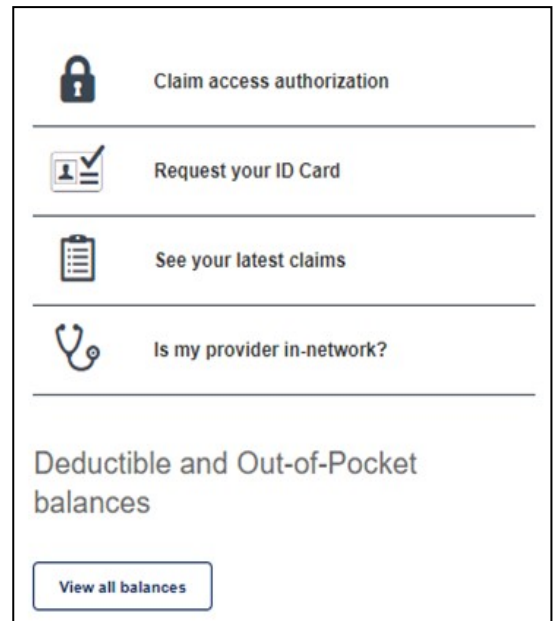 Claim access authorization
Request your ID Card
See your latest claims
Is my provider in-network?
Deductible and Out-of-Pocket
balances
View all balances